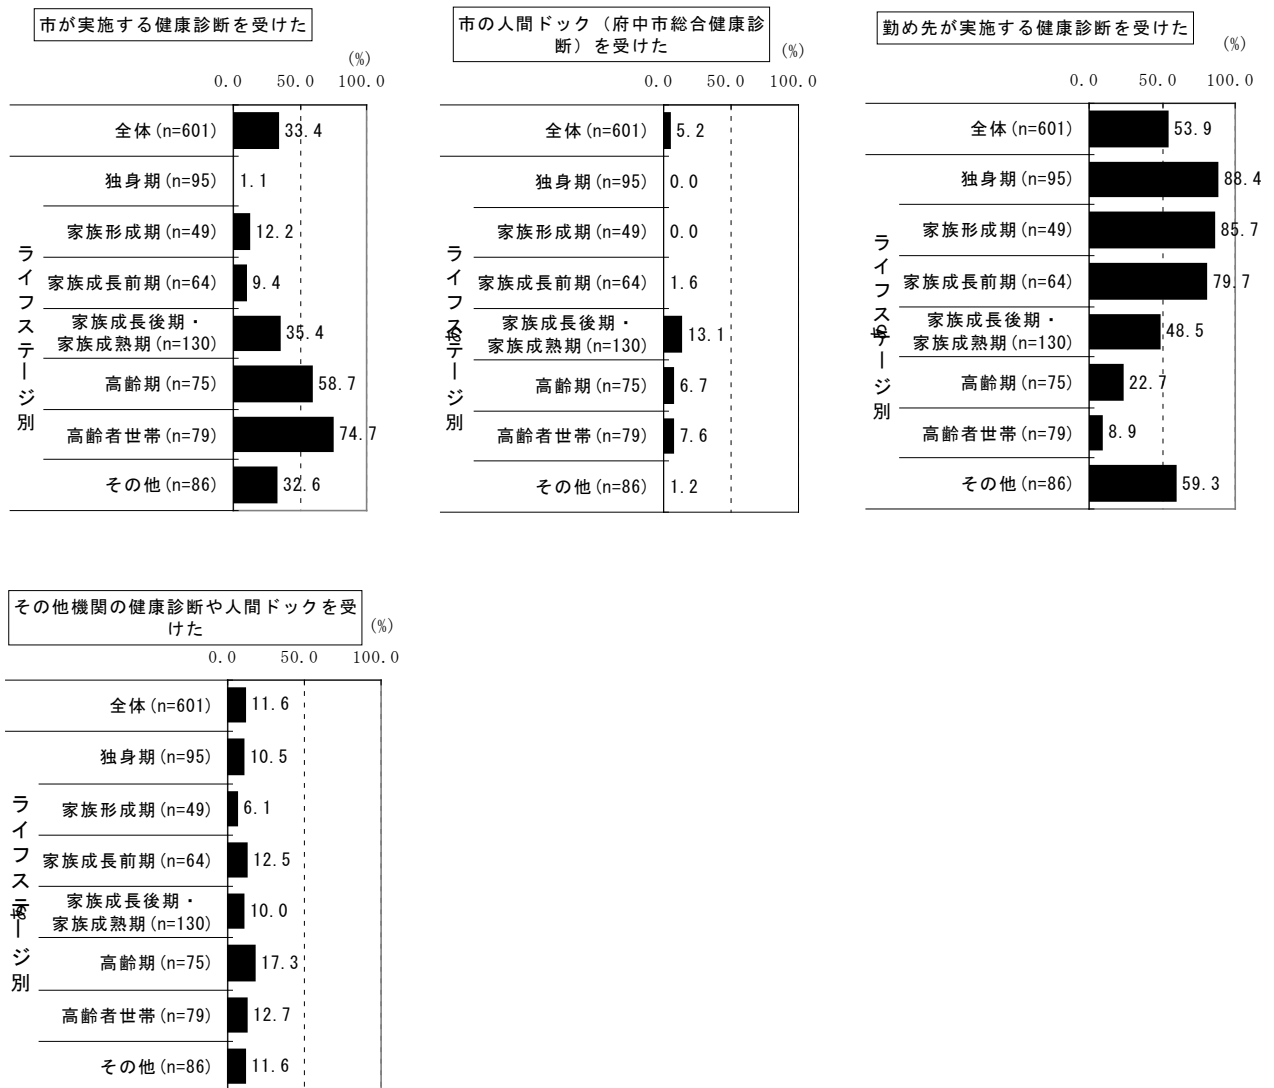 市が実施する健康診断を受けた
(%)
0.0 50.0 100.0
全体(n=601) 33.4
独身期(n=95) 1.1
家族形成期(n=49) 12.2
家族成長前期(n=64) 9.4
家族成長後期・
家族成熟期(n=130) 35.4
高齢期(n=75) 58.7
高齢者世帯(n=79) 74.7
その他(n=86) 32.6
ライフステージ別
市の人間ドック（府中市総合健康診
断）を受けた
(%)
0.0 50.0 100.0
全体(n=601) 5.2
独身期(n=95) 0.0
家族形成期(n=49) 0.0
家族成長前期(n=64) 1.6
家族成長後期・
家族成熟期(n=130) 13.1
高齢期(n=75) 6.7
高齢者世帯(n=79) 7.6
その他(n=86) 1.2
ライフステージ別
勤め先が実施する健康診断を受けた
(%)
0.0 50.0 100.0
全体(n=601) 53.9
独身期(n=95) 88.4
家族形成期(n=49) 85.7
家族成長前期(n=64) 79.7
家族成長後期・
家族成熟期(n=130) 48.5
高齢期(n=75) 22.7
高齢者世帯(n=79) 8.9
その他(n=86) 59.3
ライフステージ別
その他機関の健康診断や人間ドックを受
けた
(%)
0.0 50.0 100.0
全体(n=601) 11.6
独身期(n=95) 10.5
家族形成期(n=49) 6.1
家族成長前期(n=64) 12.5
家族成長後期・
家族成熟期(n=130) 10.0
高齢期(n=75) 17.3
高齢者世帯(n=79) 12.7
その他(n=86) 11.6
ライフステージ別